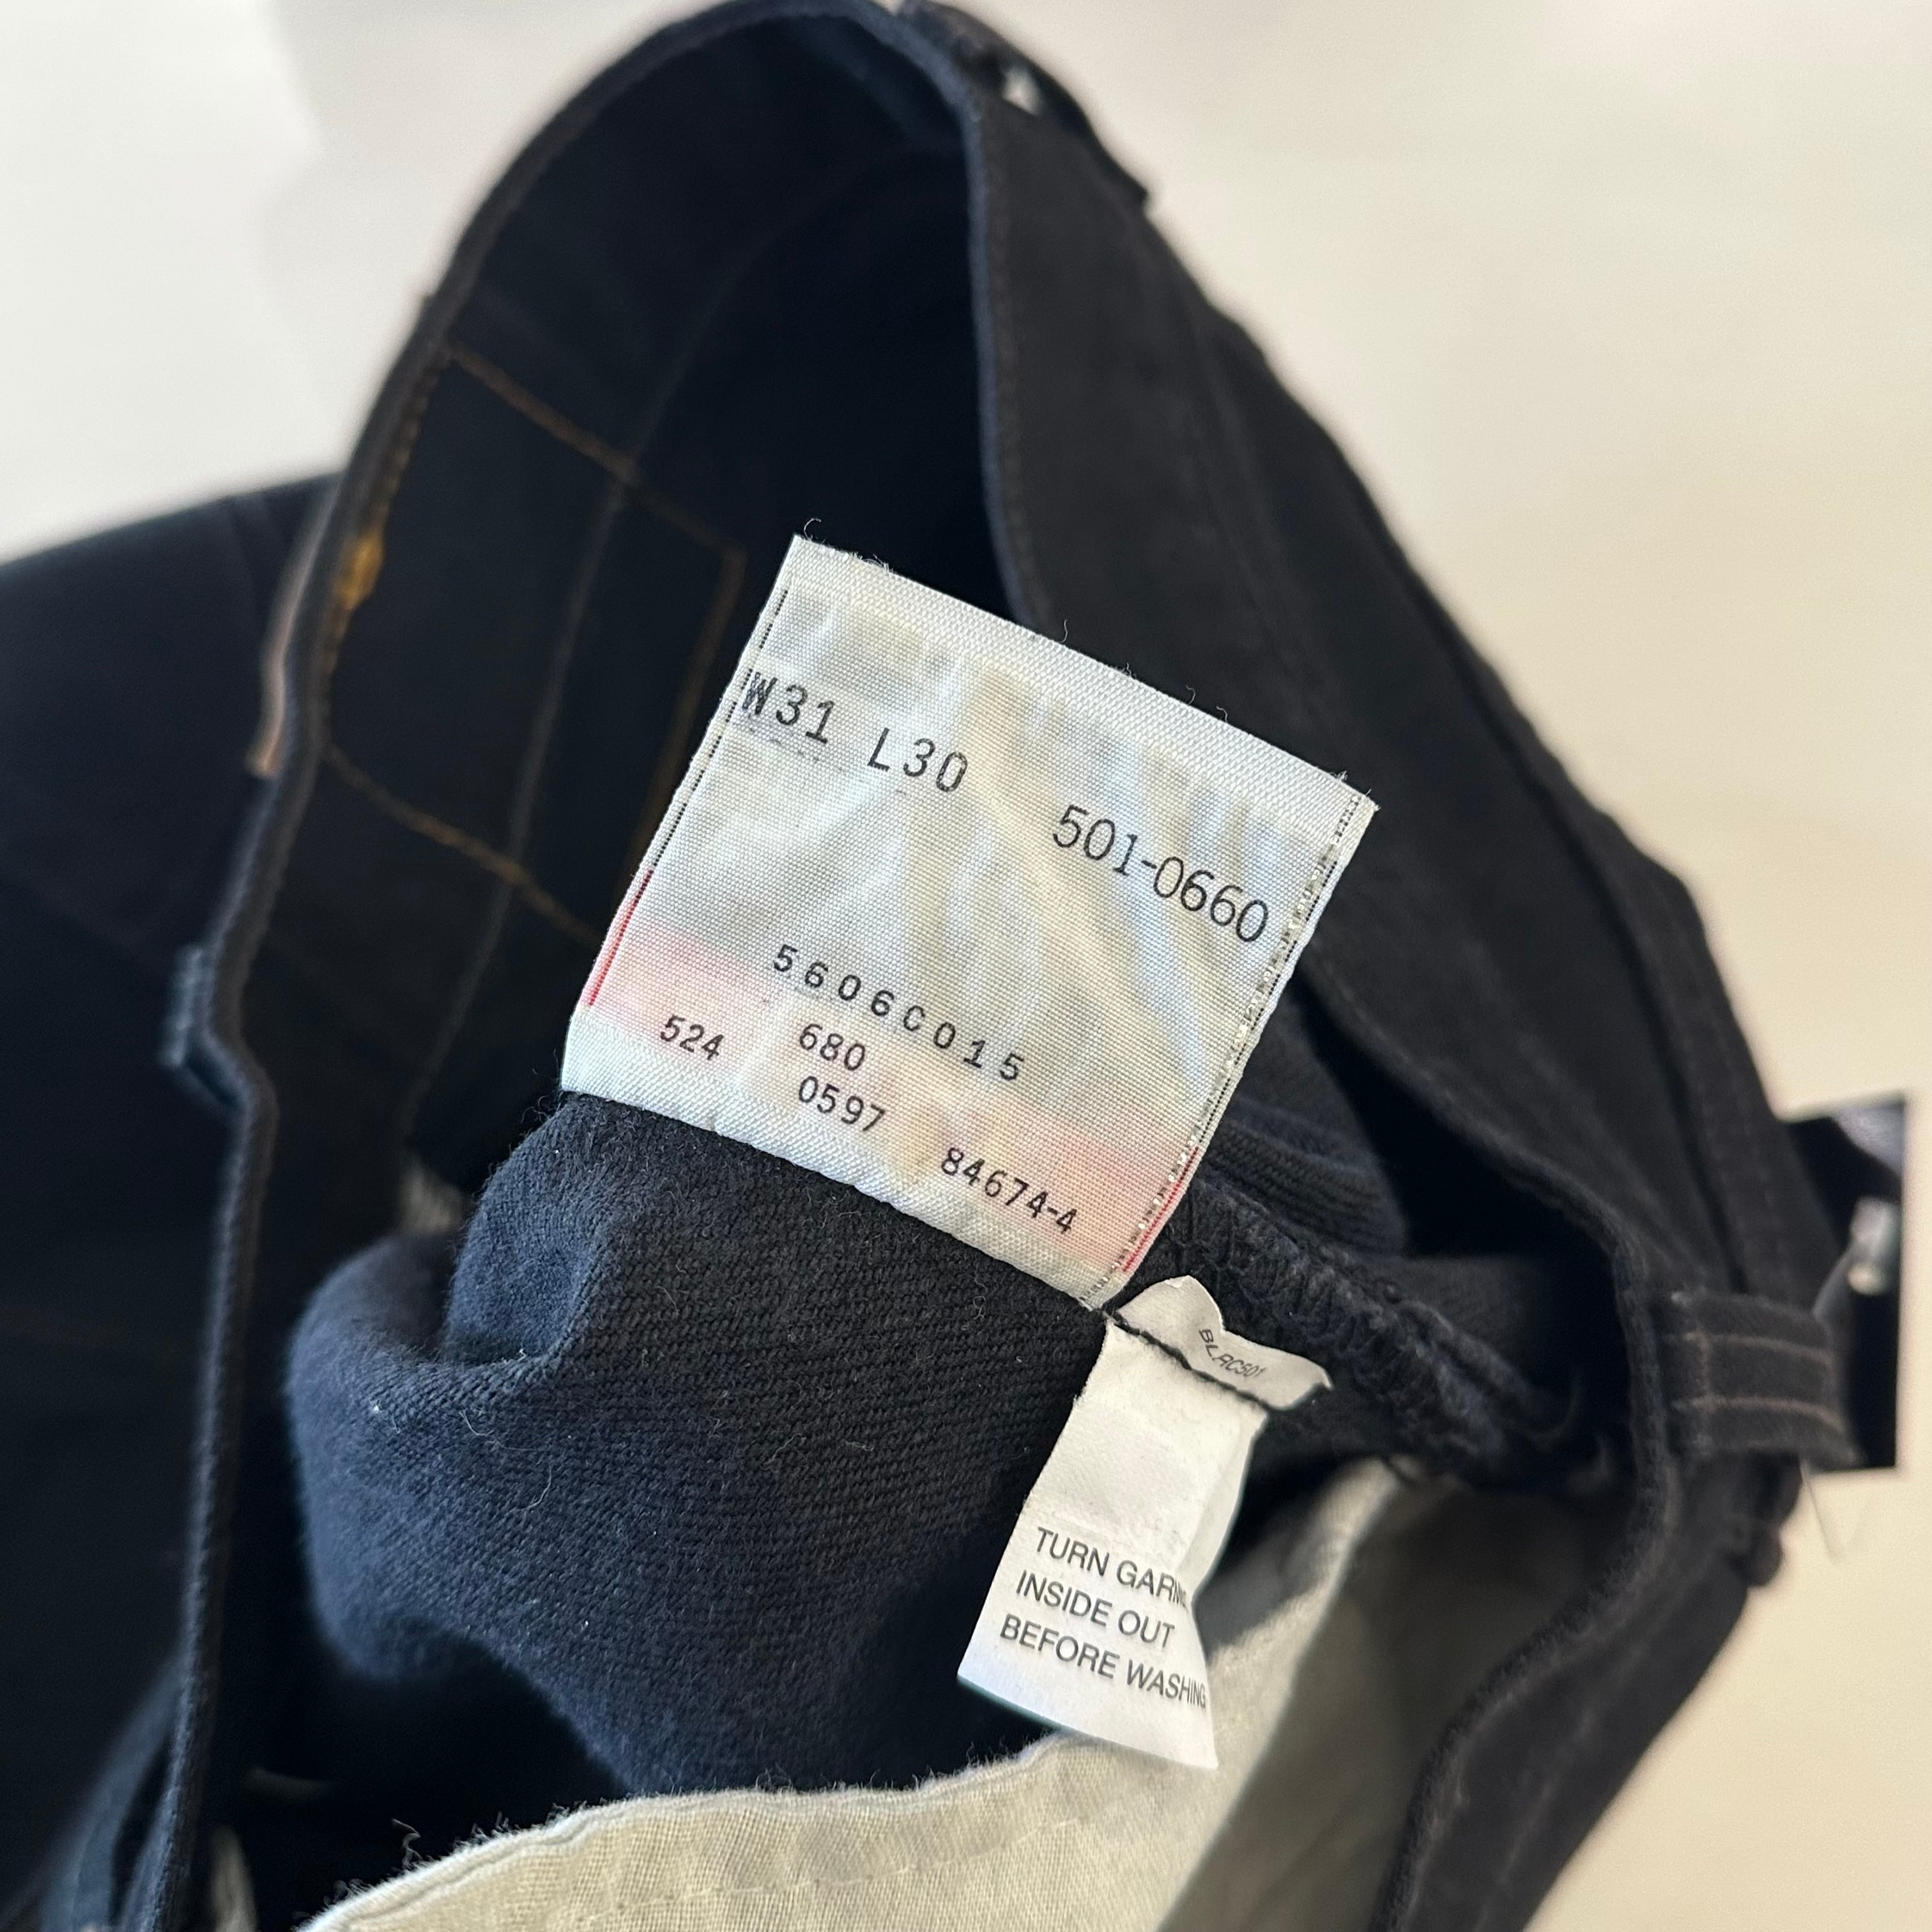 W31 L30
501-0660
5606C015
524 680
0597
84674-4
TURN GARM
INSIDE OUT
BEFORE WASHING